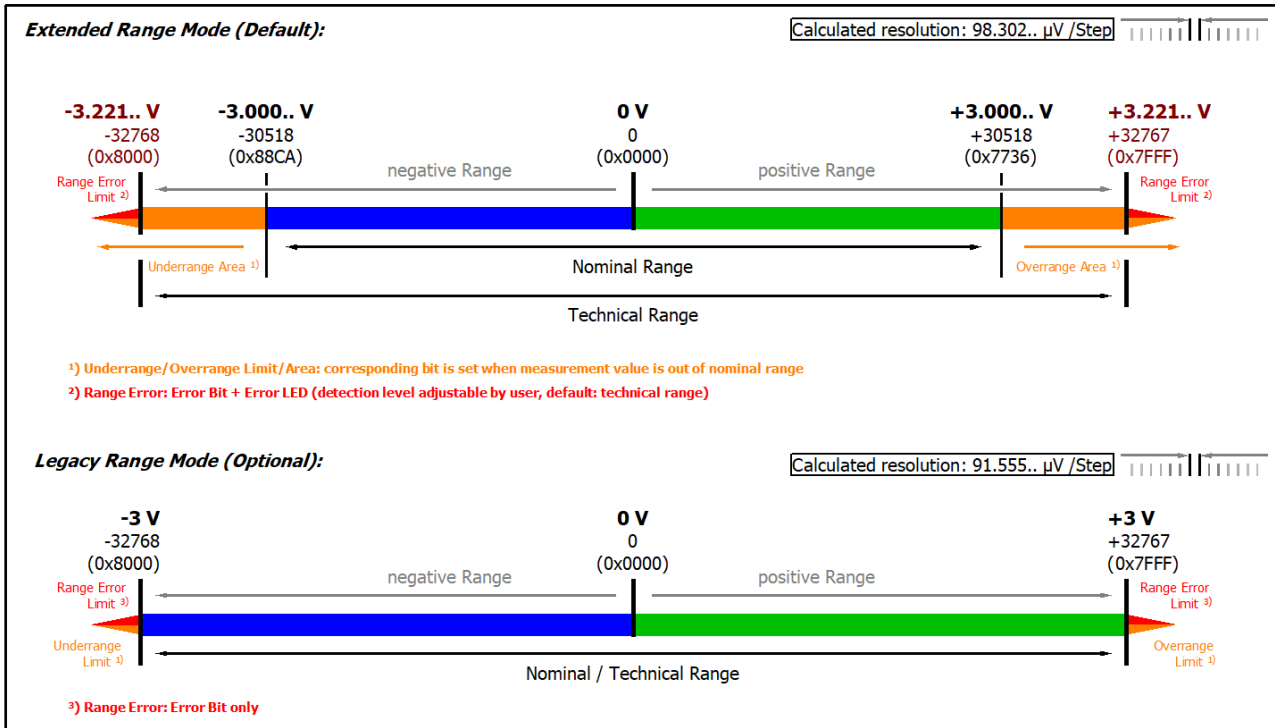 Extended Range Mode (Default):
Calculated resolution: 98.302.. µV /Step
-3.221.. V
-3.000.. V
0 V
+3.000.. V
+3.221.. V
-32768
-30518
0
+30518
+32767
(0x8000)
(0x88CA)
(0x0000)
(0x7736)
(0x7FFF)
negative Range
positive Range
Range Error
Limit ²⁾
Range Error
Limit ²⁾
Underrange Area ¹⁾
Nominal Range
Overrange Area ¹⁾
Technical Range
¹⁾ Underrange/Overrange Limit/Area: corresponding bit is set when measurement value is out of nominal range
²⁾ Range Error: Error Bit + Error LED (detection level adjustable by user, default: technical range)
Legacy Range Mode (Optional):
Calculated resolution: 91.555.. µV /Step
-3 V
0 V
+3 V
-32768
0
+32767
(0x8000)
(0x0000)
(0x7FFF)
negative Range
positive Range
Range Error
Limit ³⁾
Range Error
Limit ³⁾
Underrange
Limit ¹⁾
Overrange
Limit ¹⁾
Nominal / Technical Range
³⁾ Range Error: Error Bit only